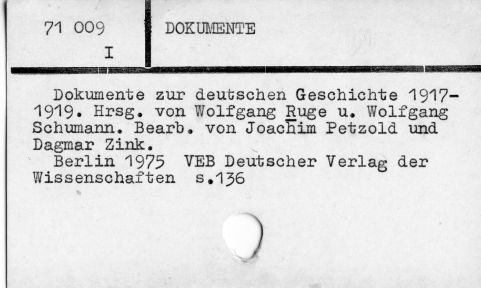 71 009
I
DOKUMENTE
Dokumente zur deutschen Geschichte 1917-
1919. Hrsg. von Wolfgang Ruge u. Wolfgang
Schumann. Bearb. von Joachim Petzold und
Dagmar Zink.
Berlin 1975 VEB Deutscher Verlag der
Wissenschaften s.136